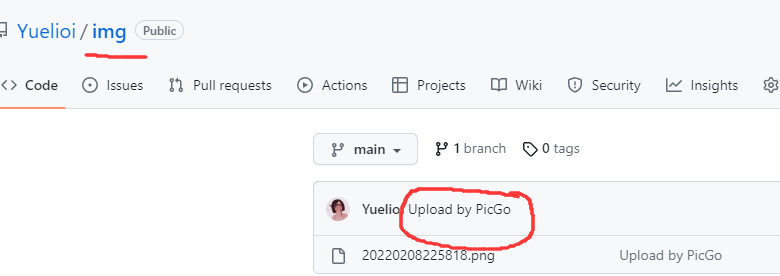 Yuelioi / img Public
Code Issues Pull requests Actions Projects Wiki Security Insights
main 1 branch 0 tags
Yuelio Upload by PicGo
20220208225818.png Upload by PicGo